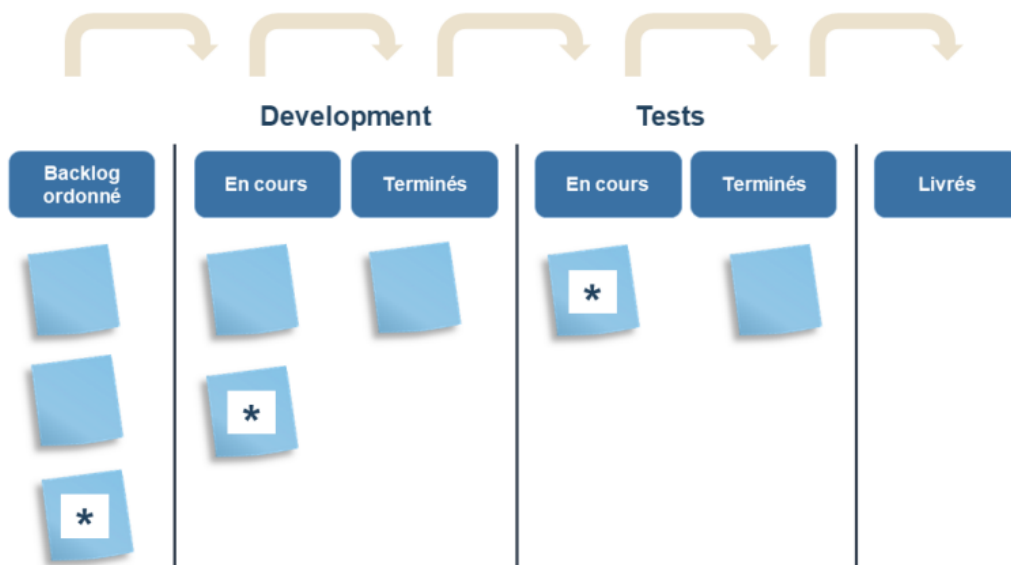 Development
Tests
Backlog
ordonné
En cours
Terminés
En cours
Terminés
Livrés
*
*
*